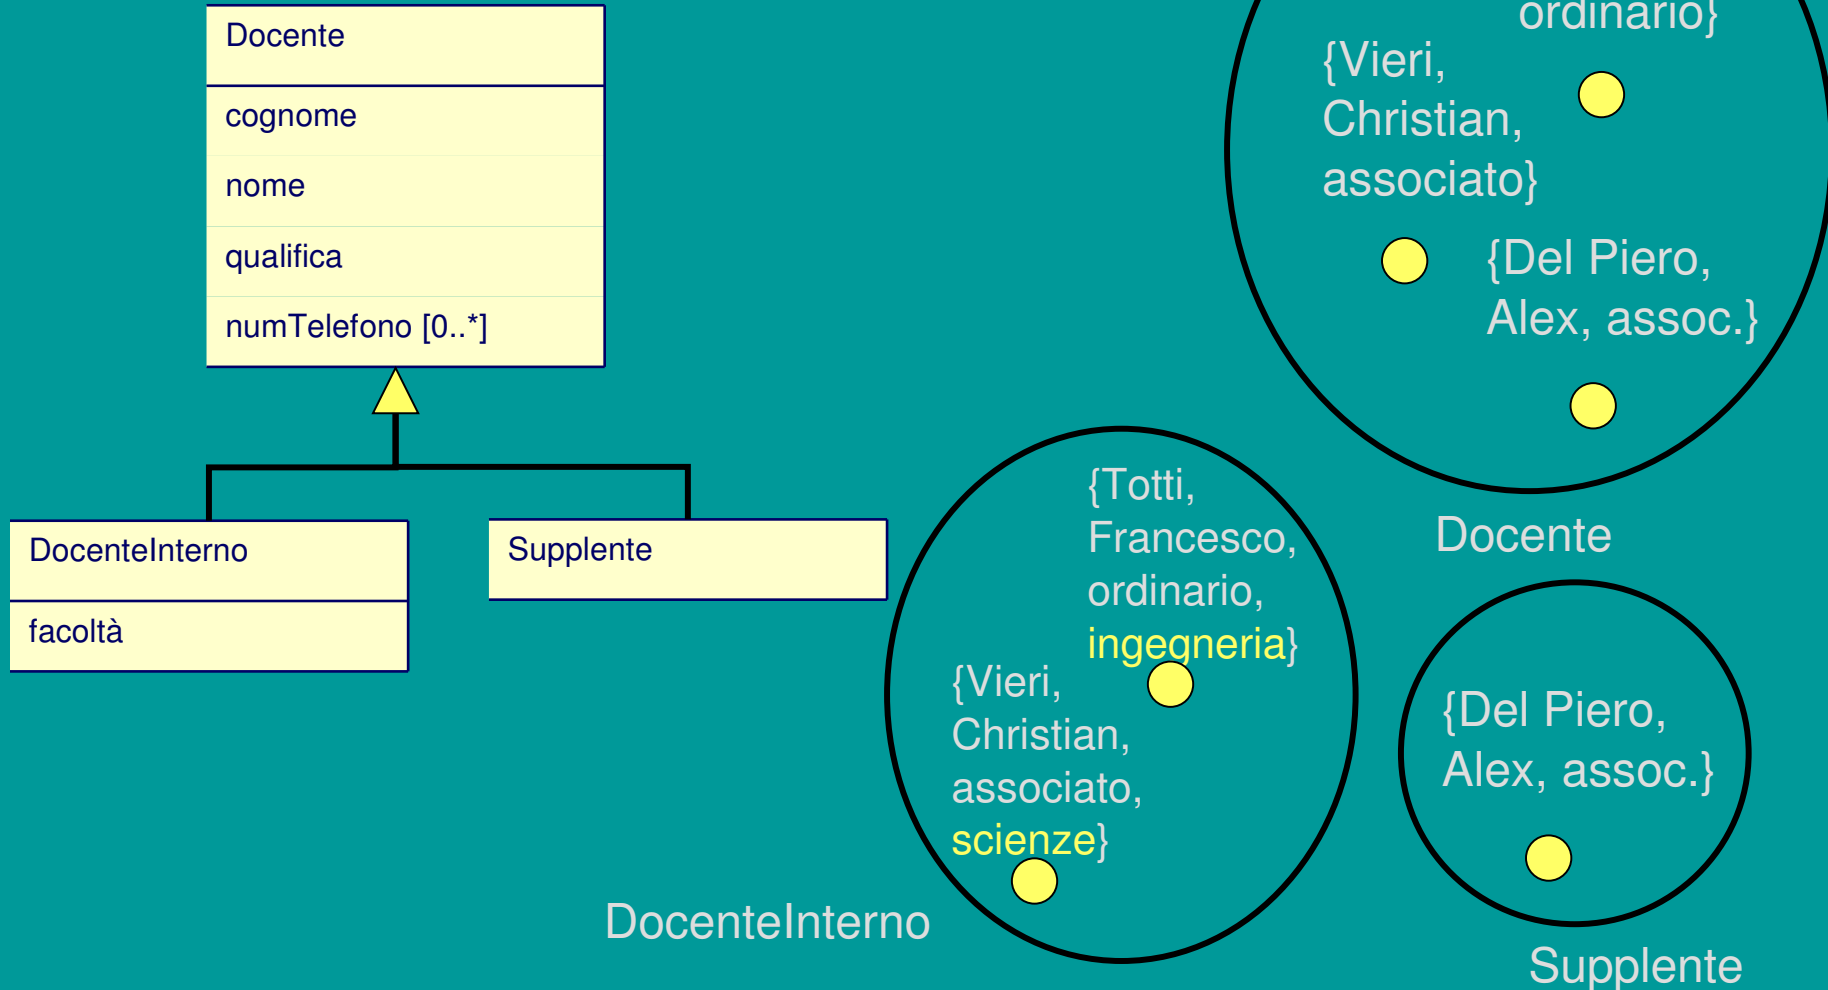 Docente
cognome
nome
qualifica
numTelefono [0..*]
DocenteInterno
facoltà
Supplente
ordinario}
{Vieri,
Christian,
associato}
{Del Piero,
Alex, assoc.}
Docente
{Totti,
Francesco,
ordinario,
ingegneria}
{Vieri,
Christian,
associato,
scienze}
DocenteInterno
{Del Piero,
Alex, assoc.}
Supplente